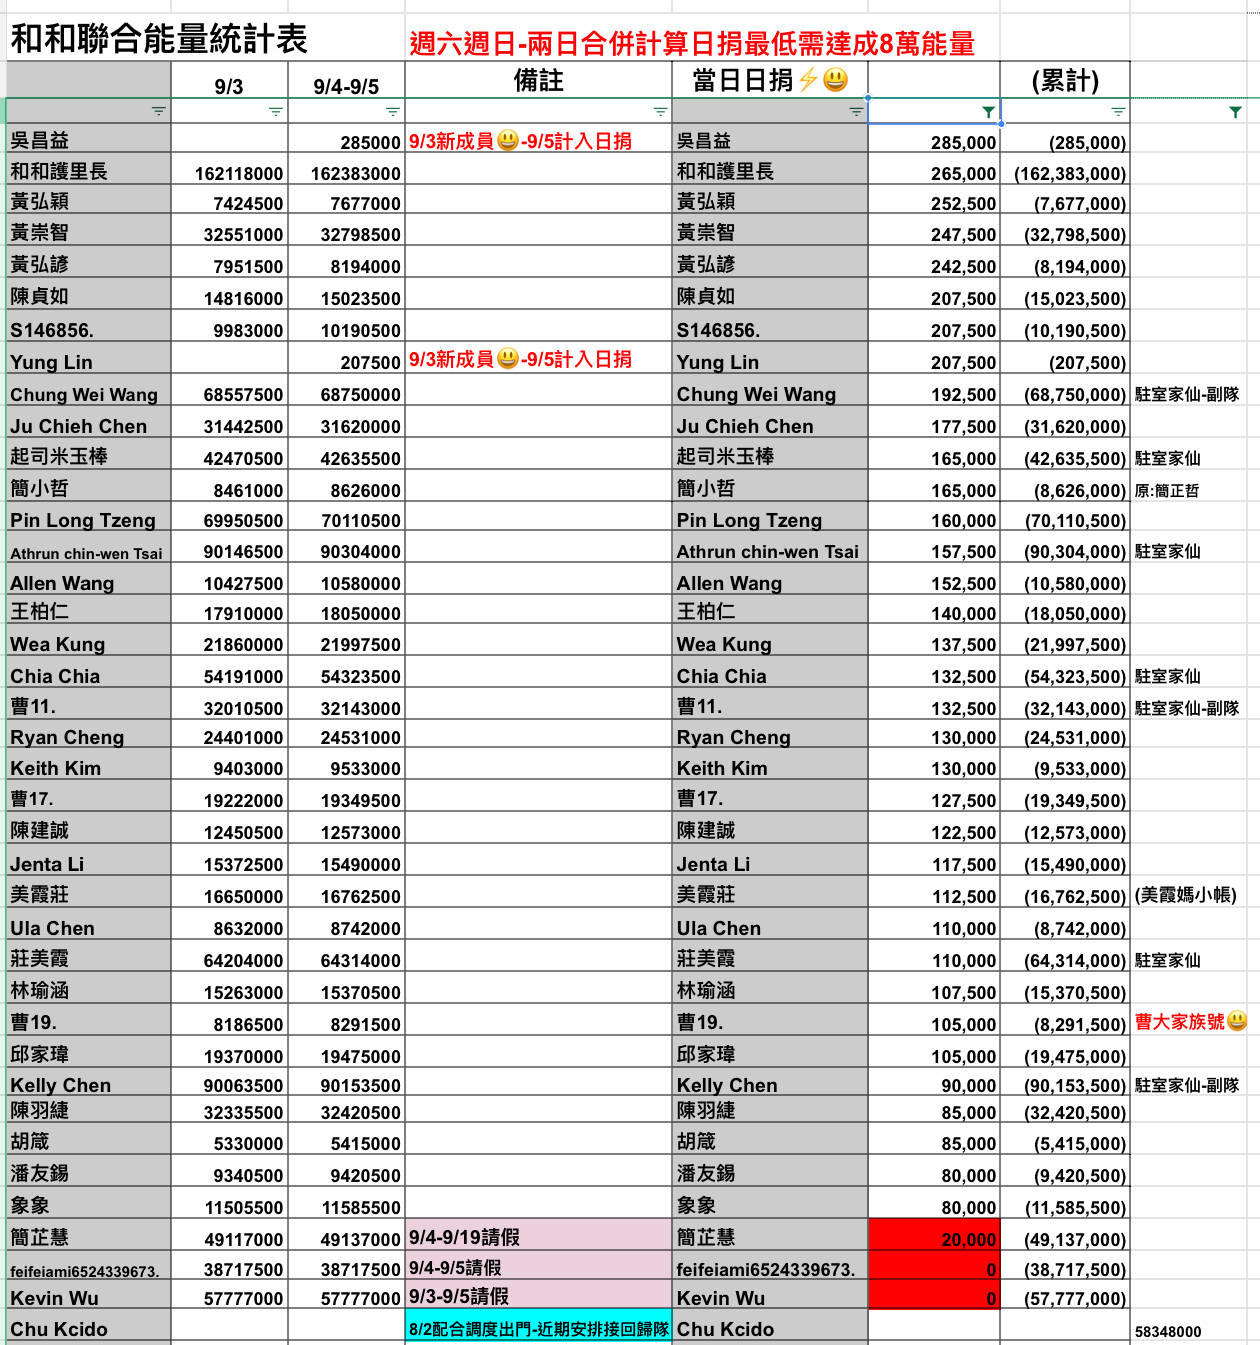 和和聯合能量統計表 週六週日-兩日合併計算日捐最低需達成8萬能量
9/3 9/4-9/5 備註 當日日捐⚡😃 (累計)
吳昌益 285000 9/3新成員😃-9/5計入日捐 吳昌益 285,000 (285,000)
和和護里長 162118000 162383000 和和護里長 265,000 (162,383,000)
黃弘穎 7424500 7677000 黃弘穎 252,500 (7,677,000)
黃崇智 32551000 32798500 黃崇智 247,500 (32,798,500)
黃弘諺 7951500 8194000 黃弘諺 242,500 (8,194,000)
陳貞如 14816000 15023500 陳貞如 207,500 (15,023,500)
S146856. 9983000 10190500 S146856. 207,500 (10,190,500)
Yung Lin 207500 9/3新成員😃-9/5計入日捐 Yung Lin 207,500 (207,500)
Chung Wei Wang 68557500 68750000 Chung Wei Wang 192,500 (68,750,000) 駐室家仙-副隊
Ju Chieh Chen 31442500 31620000 Ju Chieh Chen 177,500 (31,620,000)
起司米玉棒 42470500 42635500 起司米玉棒 165,000 (42,635,500) 駐室家仙
簡小哲 8461000 8626000 簡小哲 165,000 (8,626,000) 原:簡正哲
Pin Long Tzeng 69950500 70110500 Pin Long Tzeng 160,000 (70,110,500)
Athrun chin-wen Tsai 90146500 90304000 Athrun chin-wen Tsai 157,500 (90,304,000) 駐室家仙
Allen Wang 10427500 10580000 Allen Wang 152,500 (10,580,000)
王柏仁 17910000 18050000 王柏仁 140,000 (18,050,000)
Wea Kung 21860000 21997500 Wea Kung 137,500 (21,997,500)
Chia Chia 54191000 54323500 Chia Chia 132,500 (54,323,500) 駐室家仙
曹11. 32010500 32143000 曹11. 132,500 (32,143,000) 駐室家仙-副隊
Ryan Cheng 24401000 24531000 Ryan Cheng 130,000 (24,531,000)
Keith Kim 9403000 9533000 Keith Kim 130,000 (9,533,000)
曹17. 19222000 19349500 曹17. 127,500 (19,349,500)
陳建誠 12450500 12573000 陳建誠 122,500 (12,573,000)
Jenta Li 15372500 15490000 Jenta Li 117,500 (15,490,000)
美霞莊 16650000 16762500 美霞莊 112,500 (16,762,500) (美霞媽小帳)
Ula Chen 8632000 8742000 Ula Chen 110,000 (8,742,000)
莊美霞 64204000 64314000 莊美霞 110,000 (64,314,000) 駐室家仙
林瑜涵 15263000 15370500 林瑜涵 107,500 (15,370,500)
曹19. 8186500 8291500 曹19. 105,000 (8,291,500) 曹大家族號😃
邱家瑋 19370000 19475000 邱家瑋 105,000 (19,475,000)
Kelly Chen 90063500 90153500 Kelly Chen 90,000 (90,153,500) 駐室家仙-副隊
陳羽緁 32335500 32420500 陳羽緁 85,000 (32,420,500)
胡箴 5330000 5415000 胡箴 85,000 (5,415,000)
潘友錫 9340500 9420500 潘友錫 80,000 (9,420,500)
象象 11505500 11585500 象象 80,000 (11,585,500)
簡芷慧 49117000 49137000 9/4-9/19請假 簡芷慧 20,000 (49,137,000)
feifeiami6524339673. 38717500 38717500 9/4-9/5請假 feifeiami6524339673. 0 (38,717,500)
Kevin Wu 57777000 57777000 9/3-9/5請假 Kevin Wu 0 (57,777,000)
Chu Kcido 8/2配合調度出門-近期安排接回歸隊 Chu Kcido 58348000